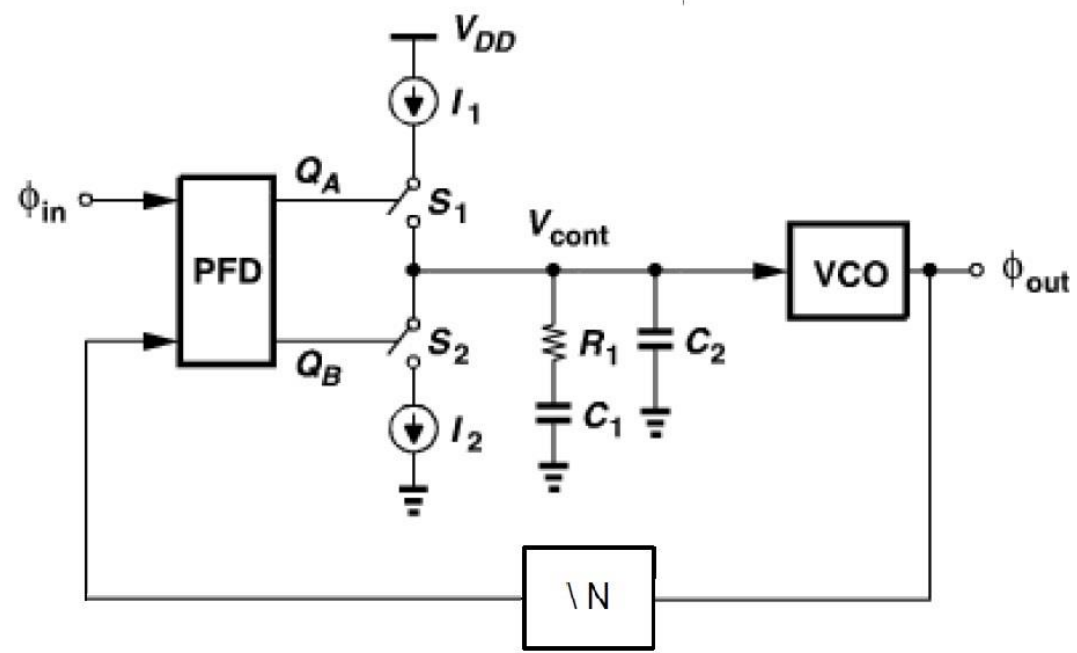 V_DD
I_1
Q_A
ϕ_in
S_1
V_cont
PFD
VCO
ϕ_out
S_2
R_1
C_2
Q_B
C_1
I_2
\ N